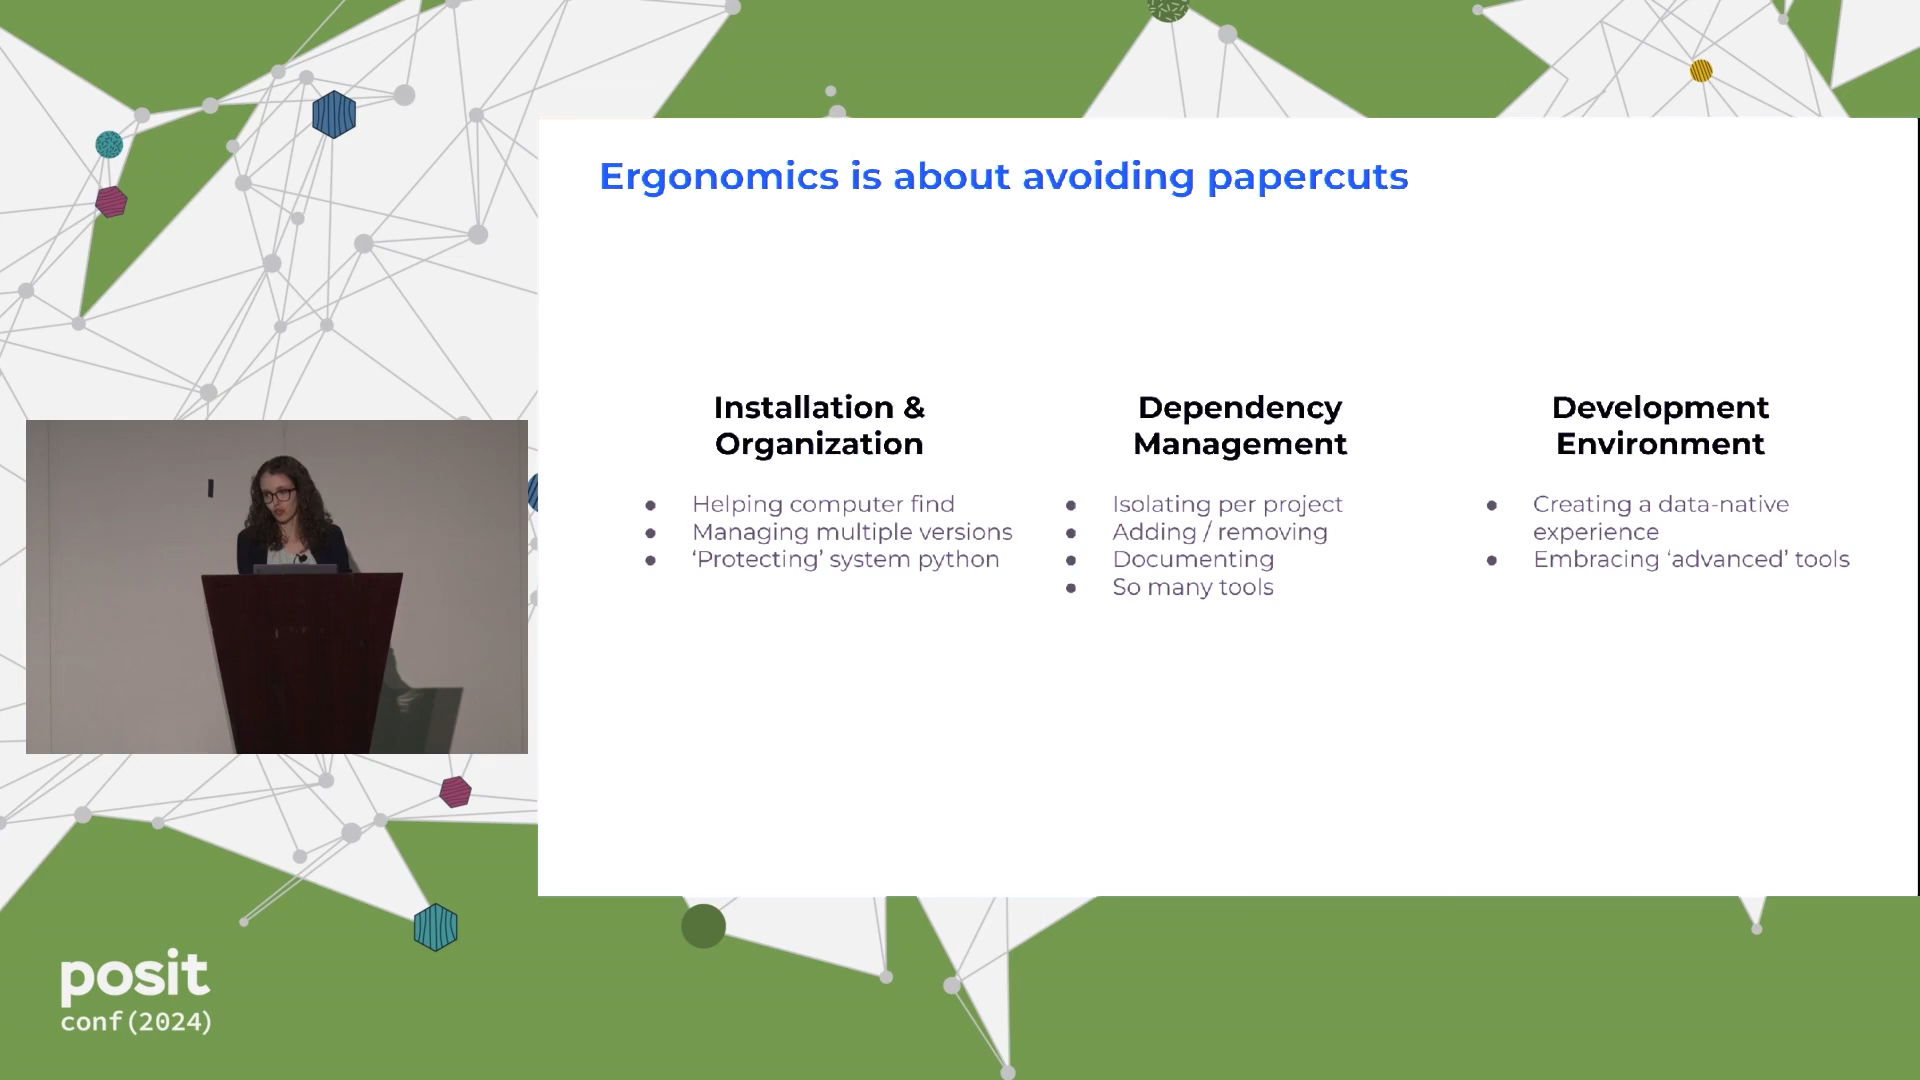 Ergonomics is about avoiding papercuts
Installation &
Organization
Helping computer find
Managing multiple versions
‘Protecting’ system python
Dependency
Management
Isolating per project
Adding / removing
Documenting
So many tools
Development
Environment
Creating a data-native
experience
Embracing ‘advanced’ tools
posit
conf(2024)